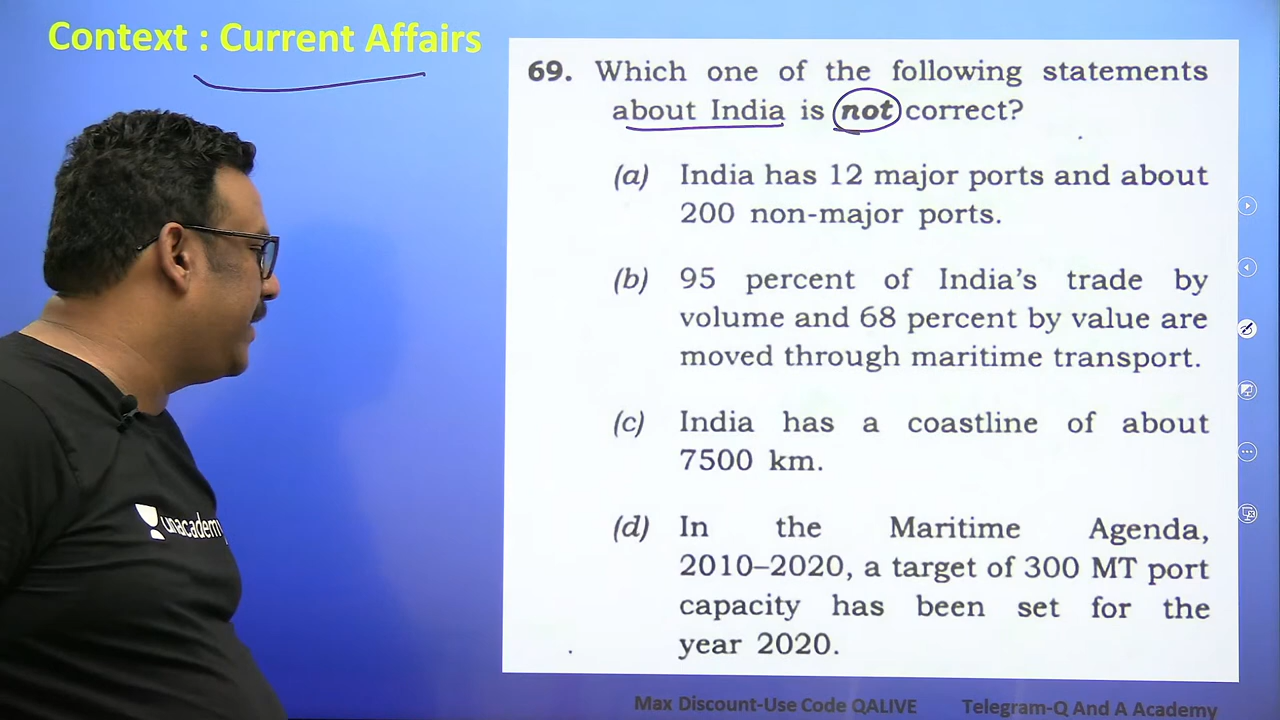 Context : Current Affairs
69. Which one of the following statements
about India is not correct?
(a) India has 12 major ports and about
200 non-major ports.
(b) 95 percent of India's trade by
volume and 68 percent by value are
moved through maritime transport.
(c) India has a coastline of about
7500 km.
(d) In the Maritime Agenda,
2010–2020, a target of 300 MT port
capacity has been set for the
year 2020.
unacademy
Max Discount-Use Code QALIVE Telegram-Q And A Academy